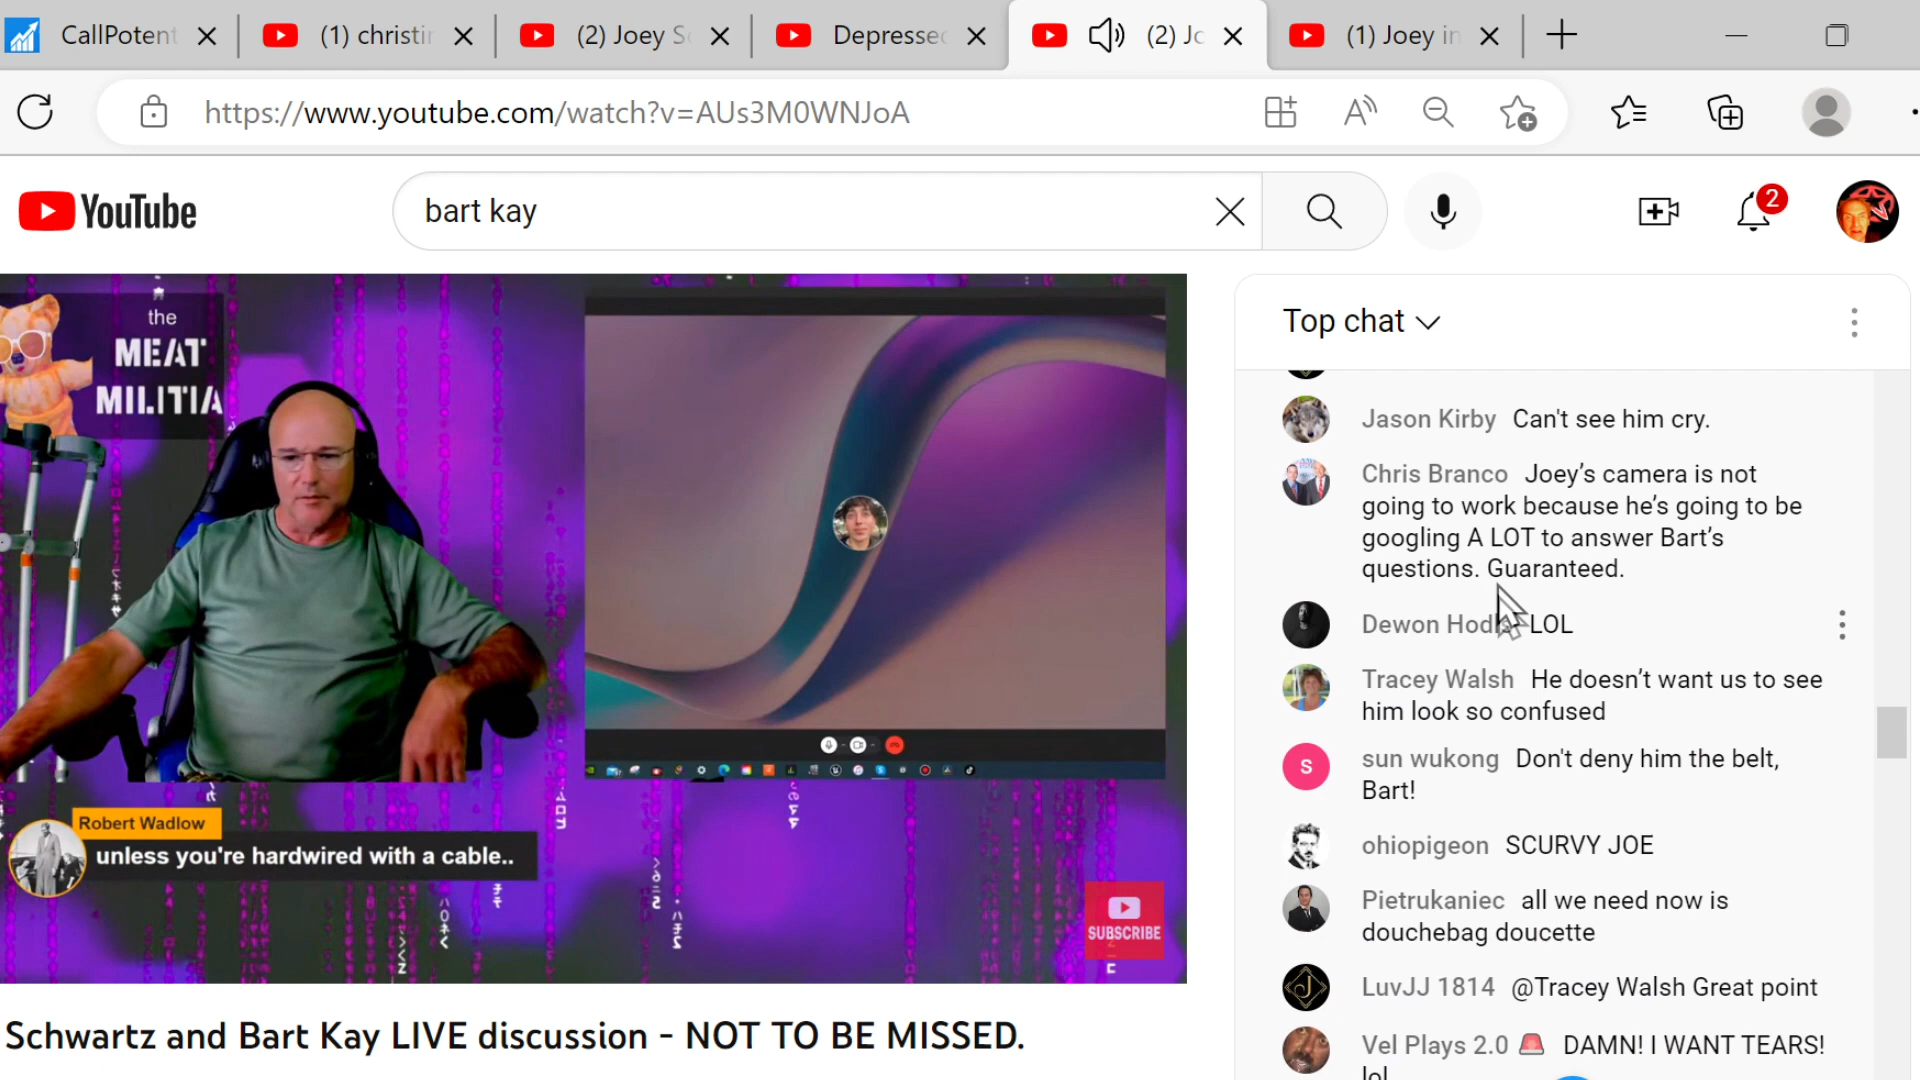 CallPotent
(1) christin
(2) Joey Sc
Depressed
(2) Jo
(1) Joey in
https://www.youtube.com/watch?v=AUs3M0WNJoA
YouTube
bart kay
2
the
MEAT
MILITIA
Robert Wadlow
unless you're hardwired with a cable..
SUBSCRIBE
Schwartz and Bart Kay LIVE discussion - NOT TO BE MISSED.
Top chat
Jason Kirby Can't see him cry.
Chris Branco Joey’s camera is not
going to work because he’s going to be
googling A LOT to answer Bart’s
questions. Guaranteed.
Dewon Hod LOL
Tracey Walsh He doesn’t want us to see
him look so confused
S
sun wukong Don't deny him the belt,
Bart!
ohiopigeon SCURVY JOE
Pietrukaniec all we need now is
douchebag doucette
J
LuvJJ 1814 @Tracey Walsh Great point
Vel Plays 2.0 🚨 DAMN! I WANT TEARS!
lol